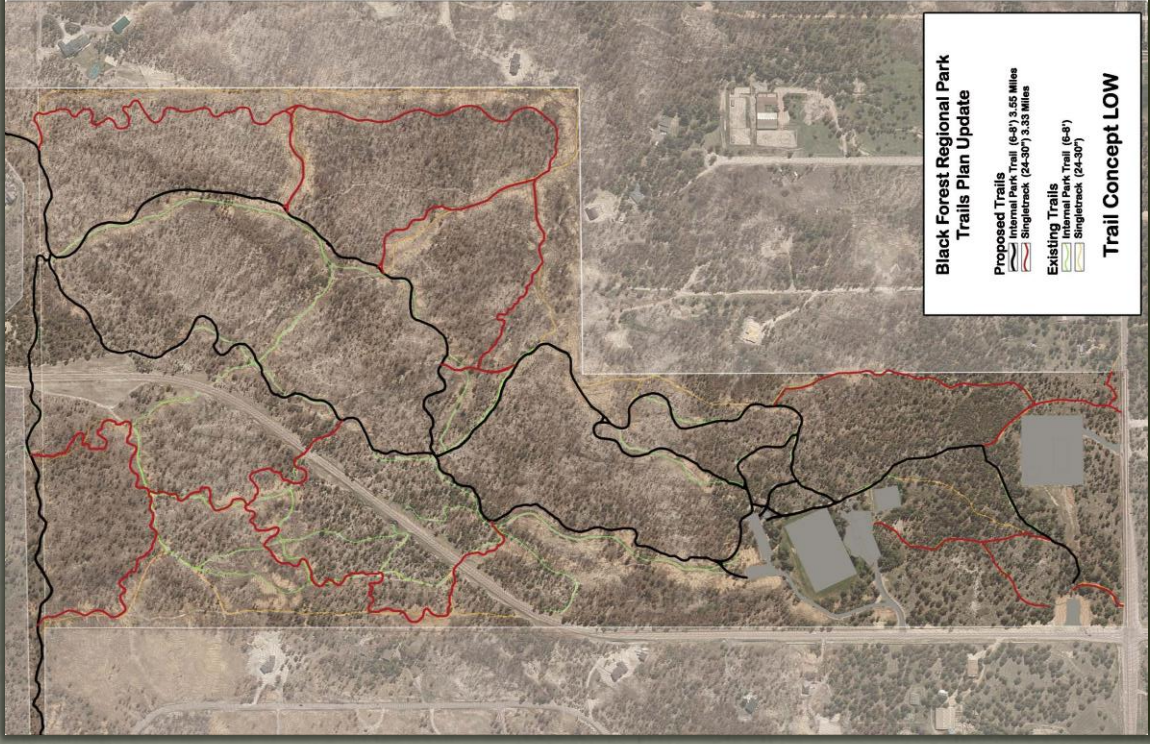 Black Forest Regional Park
Trails Plan Update
Proposed Trails
Internal Park Trail (6-8') 3.55 Miles
Singletrack (24-30") 3.33 Miles
Existing Trails
Internal Park Trail (6-8')
Singletrack (24-30")
Trail Concept LOW